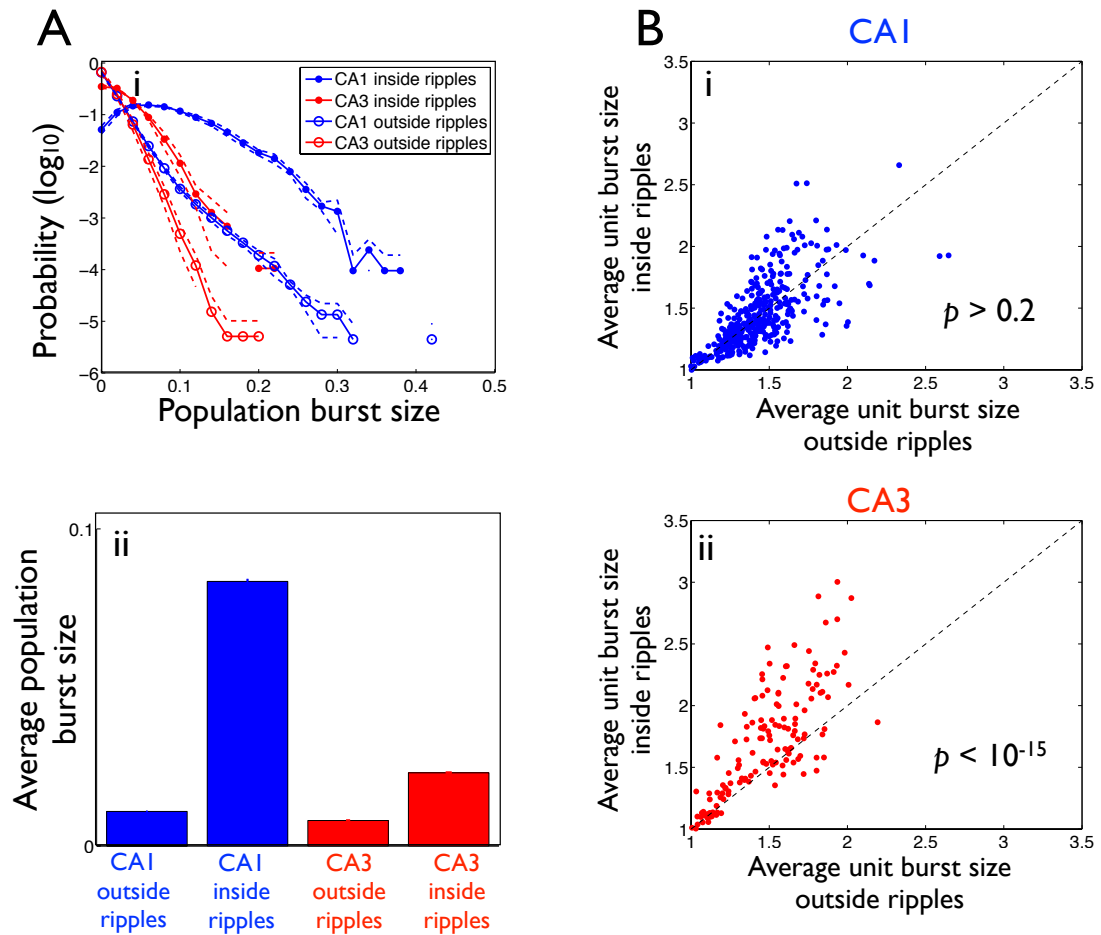 A
i
CA1 inside ripples
CA3 inside ripples
CA1 outside ripples
CA3 outside ripples
Probability (log10)
0
−1
−2
−3
−4
−5
−6
0
0.1
0.2
0.3
0.4
0.5
Population burst size
ii
Average population
burst size
0.1
0
CA1
outside
ripples
CA1
inside
ripples
CA3
outside
ripples
CA3
inside
ripples
B
CA1
i
Average unit burst size
inside ripples
3.5
3
2.5
2
1.5
1
p > 0.2
1
1.5
2
2.5
3
3.5
Average unit burst size
outside ripples
CA3
ii
Average unit burst size
inside ripples
3.5
3
2.5
2
1.5
1
p < 10-15
1
1.5
2
2.5
3
3.5
Average unit burst size
outside ripples